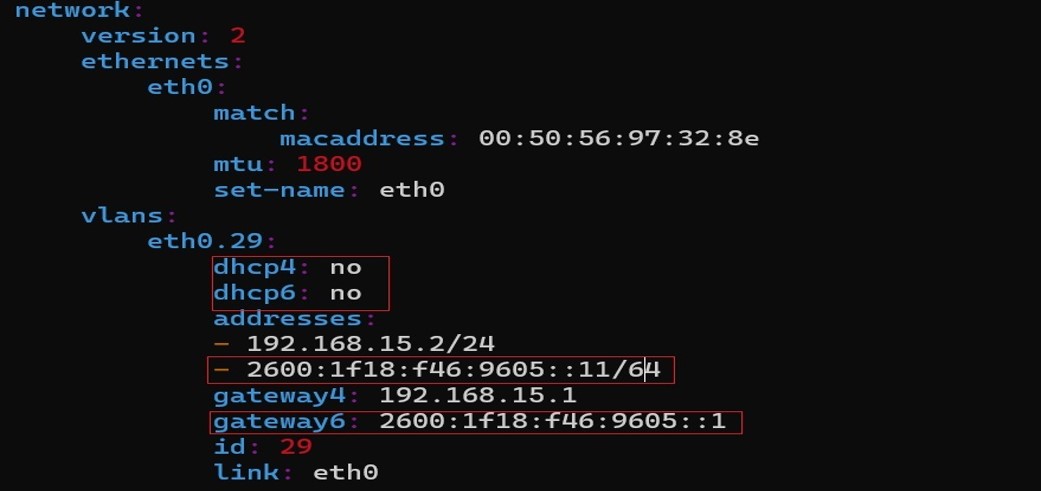 network:
version: 2
ethernets:
eth0:
match:
macaddress: 00:50:56:97:32:8e
mtu: 1800
set-name: eth0
vlans:
eth0.29:
dhcp4: no
dhcp6: no
addresses:
- 192.168.15.2/24
- 2600:1f18:f46:9605::11/64
gateway4: 192.168.15.1
gateway6: 2600:1f18:f46:9605::1
id: 29
link: eth0